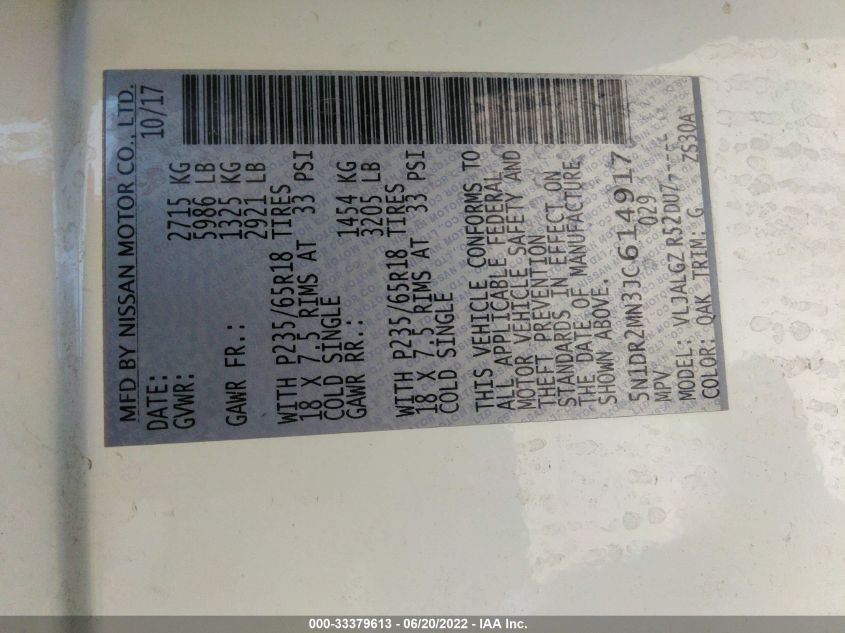 MFD BY NISSAN MOTOR CO., LTD.
DATE: 10/17
GVWR: 2715 KG
5986 LB
GAWR FR.: 1325 KG
2921 LB
WITH P235/65R18 TIRES
18 X 7.5 RIMS AT 33 PSI
COLD SINGLE
GAWR RR.: 1454 KG
3205 LB
WITH P235/65R18 TIRES
18 X 7.5 RIMS AT 33 PSI
COLD SINGLE
THIS VEHICLE CONFORMS TO
ALL APPLICABLE FEDERAL
MOTOR VEHICLE SAFETY AND
THEFT PREVENTION
STANDARDS IN EFFECT ON
THE DATE OF MANUFACTURE
SHOWN ABOVE.
5N1DR2MN3JC614917
MPV 029
MODEL: VLJALGZ
COLOR: QAK TRIM: G ZS30A
000-33379613 - 06/20/2022 - IAA Inc.